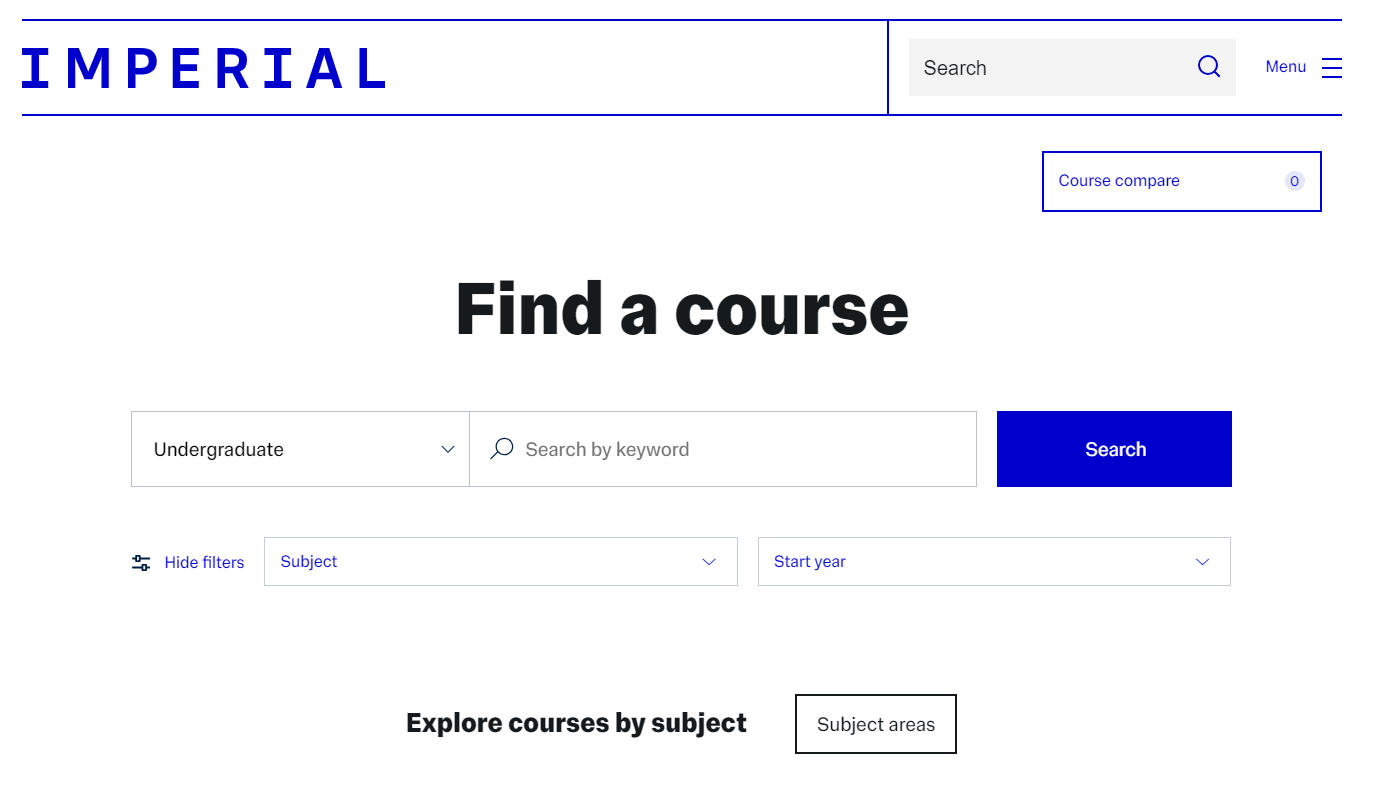 IMPERIAL
Search
Menu
Course compare 0
Find a course
Undergraduate
Search by keyword
Search
Hide filters
Subject
Start year
Explore courses by subject
Subject areas